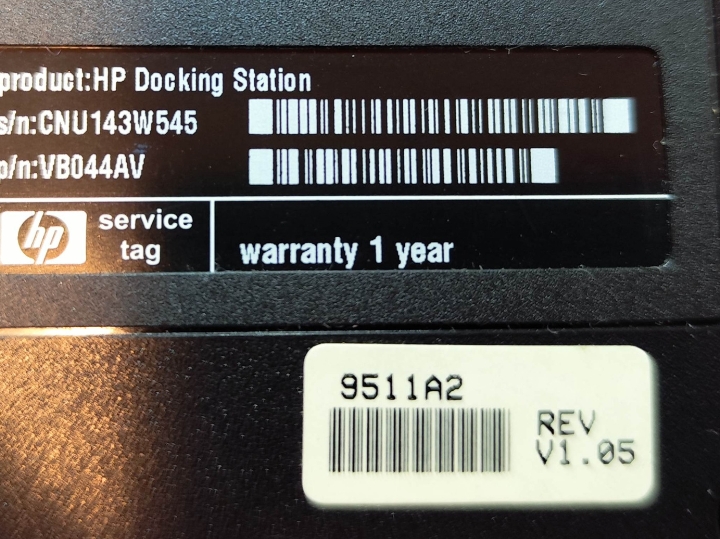 product:HP Docking Station
s/n:CNU143W545
p/n:VB044AV
hp
service
tag
warranty 1 year
9511A2
REV
V1.05